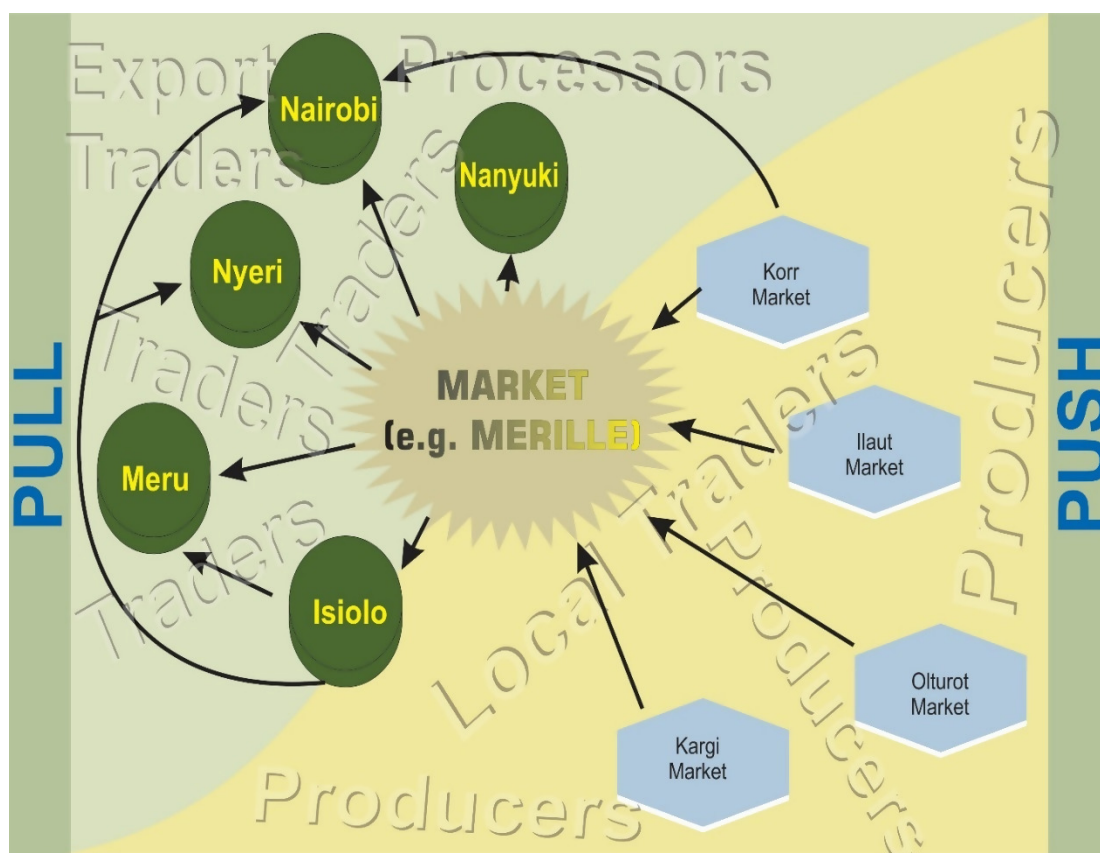 Export
Traders
Processors
Nairobi
Traders
Nanyuki
Nyeri
Korr
Market
Producers
PULL
PUSH
Trade
Traders
MARKET
(e.g. MERILLE)
Local Traders
Ilaut
Market
Meru
Traders
Isiolo
Producers
Olturot
Market
Kargi
Market
Producers